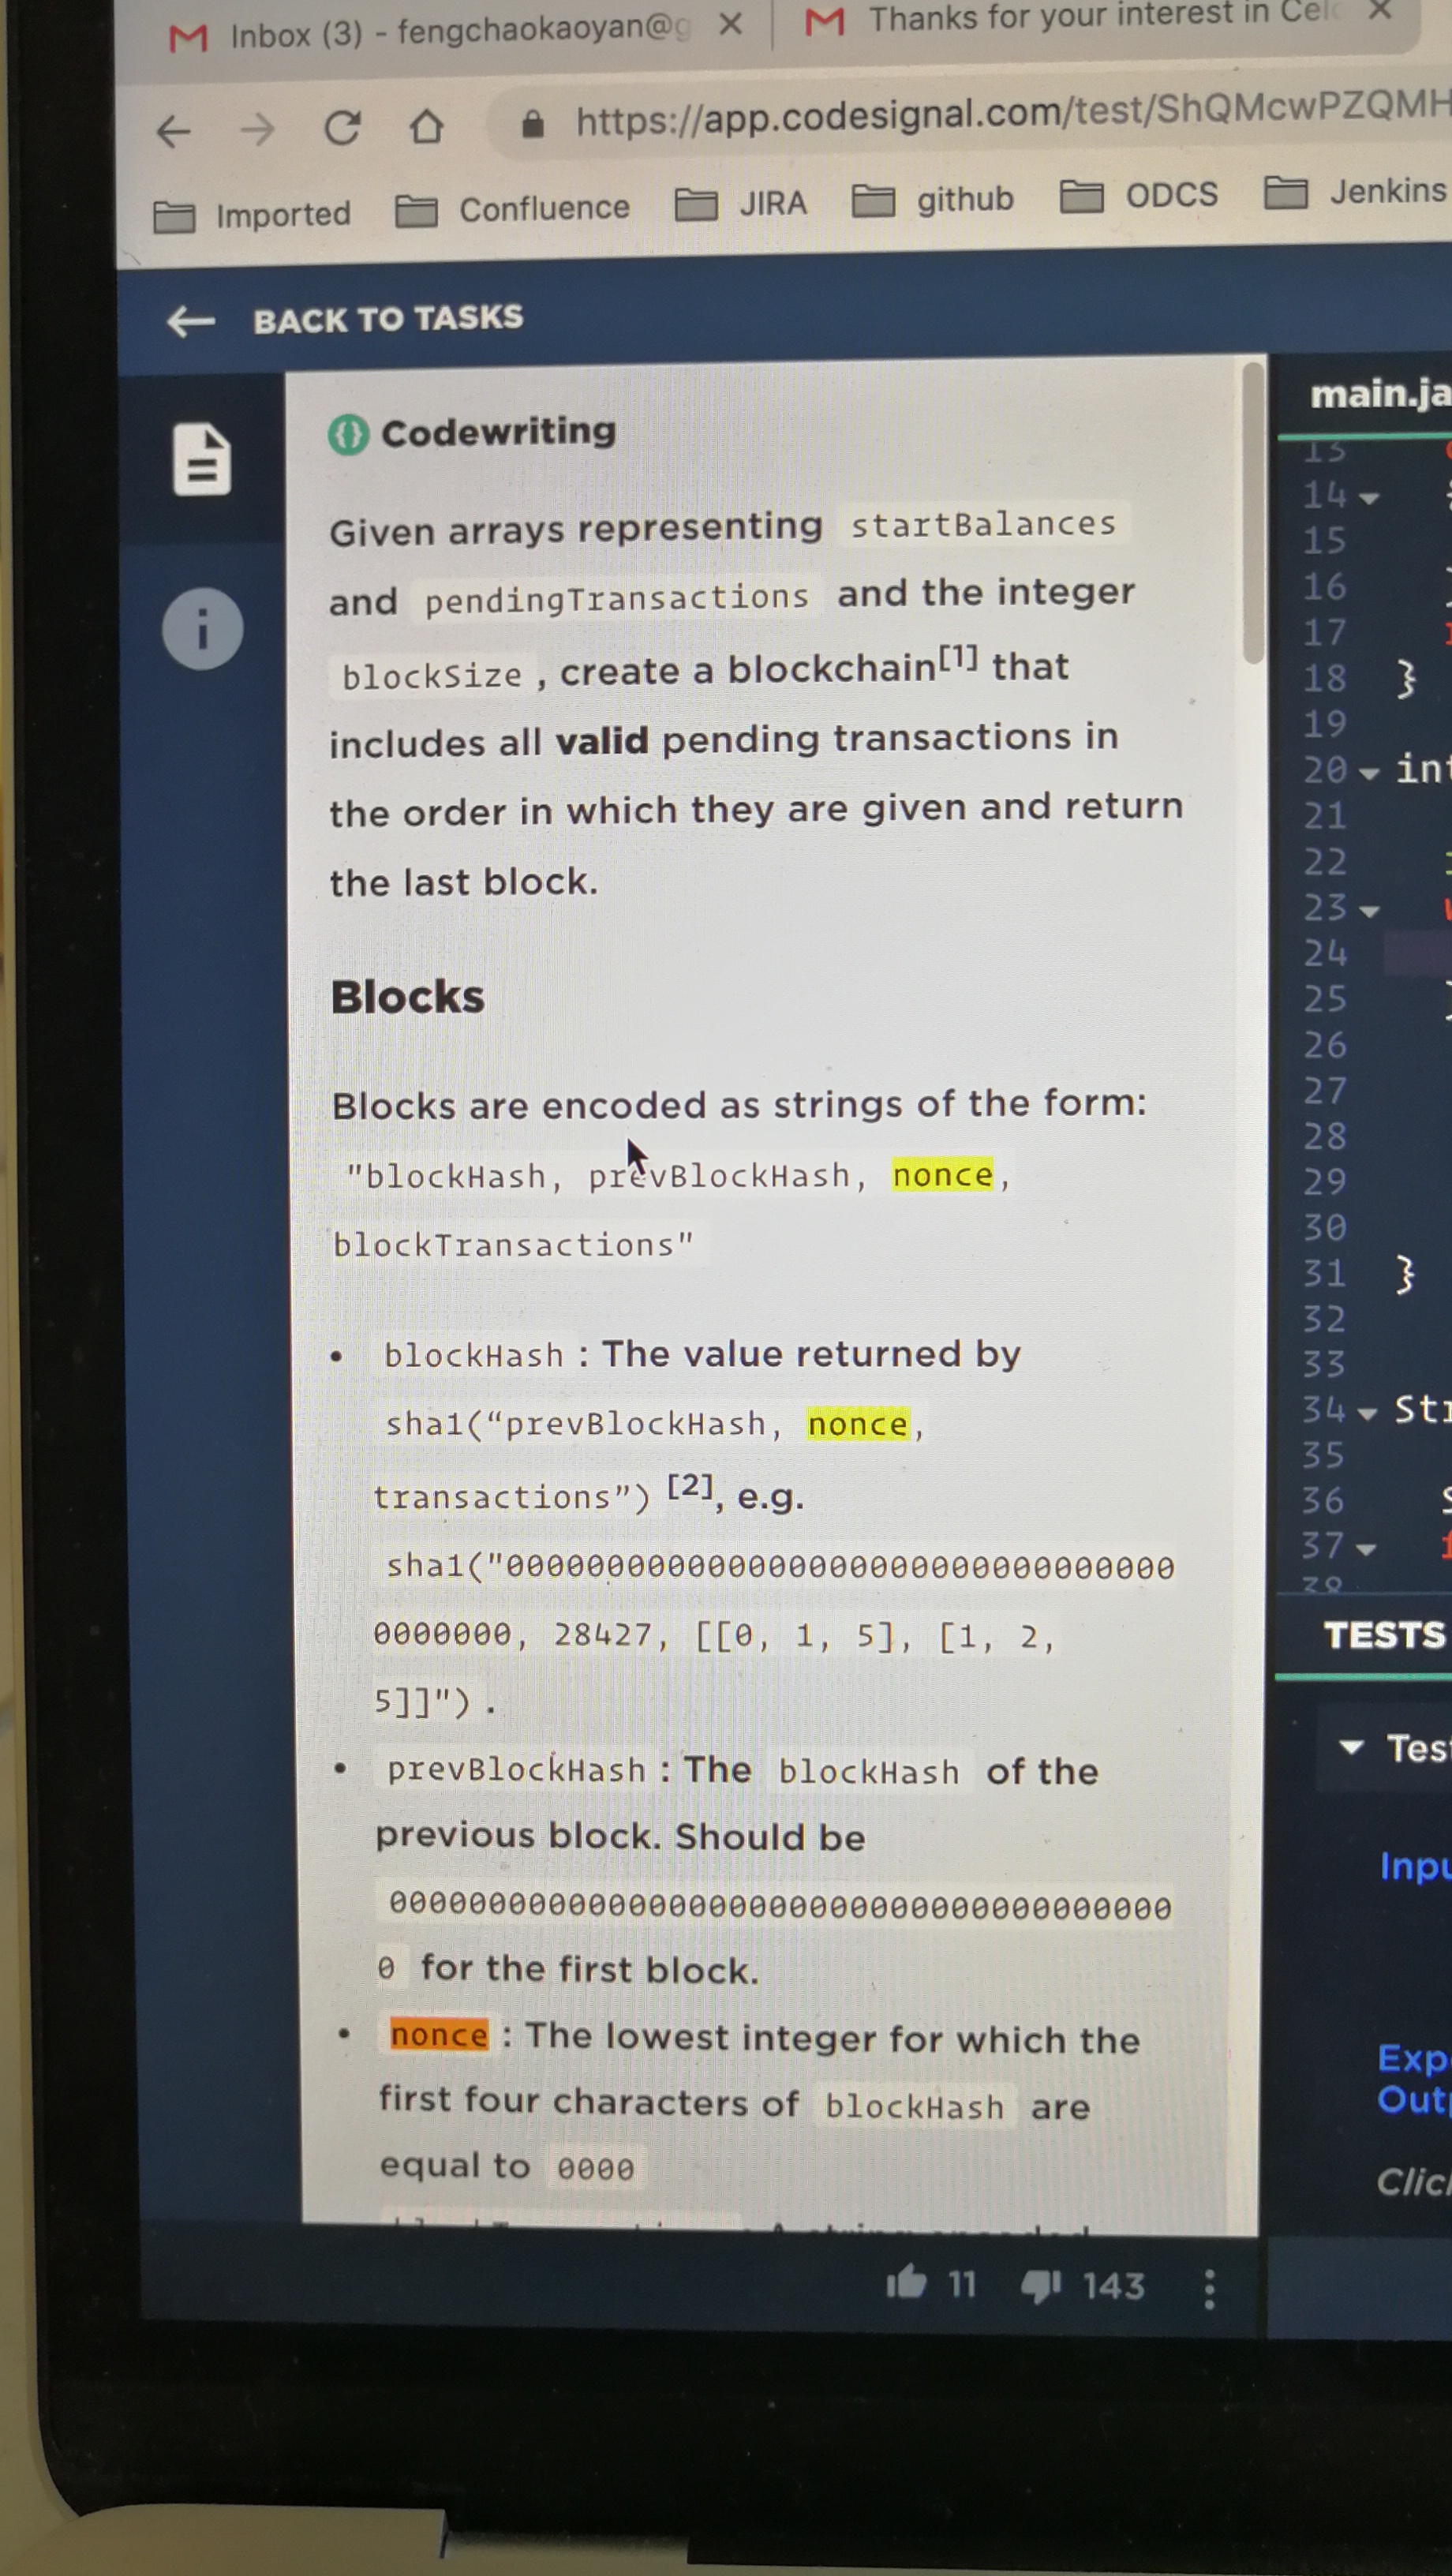 Inbox (3) - fengchaokaoyan@g
Thanks for your interest in Celo
https://app.codesignal.com/test/ShQMcwPZQMH
Imported
Confluence
JIRA
github
ODCS
Jenkins
BACK TO TASKS
Codewriting
Given arrays representing startBalances
and pendingTransactions and the integer
blockSize , create a blockchain[1] that
includes all valid pending transactions in
the order in which they are given and return
the last block.
Blocks
Blocks are encoded as strings of the form:
"blockHash, prevBlockHash, nonce,
blockTransactions"
• blockHash : The value returned by
sha1(“prevBlockHash, nonce,
transactions”) [2], e.g.
sha1("000000000000000000000000000000000
0000000, 28427, [[0, 1, 5], [1, 2,
5]]") .
• prevBlockHash : The blockHash of the
previous block. Should be
000000000000000000000000000000000000000
0 for the first block.
• nonce : The lowest integer for which the
first four characters of blockHash are
equal to 0000
11
143
main.ja
13
14
15
16
17
18 }
19
20 int
21
22
23
24
25
26
27
28
29
30
31 }
32
33
34 Str
35
36
37
38
TESTS
Tes
Inpu
Exp
Out
Clic